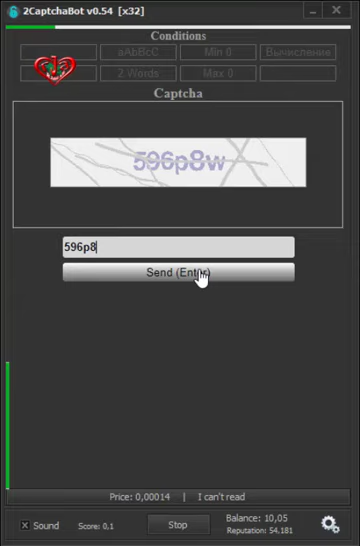 2CaptchaBot v0.54 [x32]
Conditions
aAbBcC Min 0 Вычисление
2 Words Max 0
Captcha
596p8w
596p8
Send (Enter)
Price: 0,00014 | I can't read
Sound Score: 0,1 Stop Balance: 10,05
Reputation: 54.181